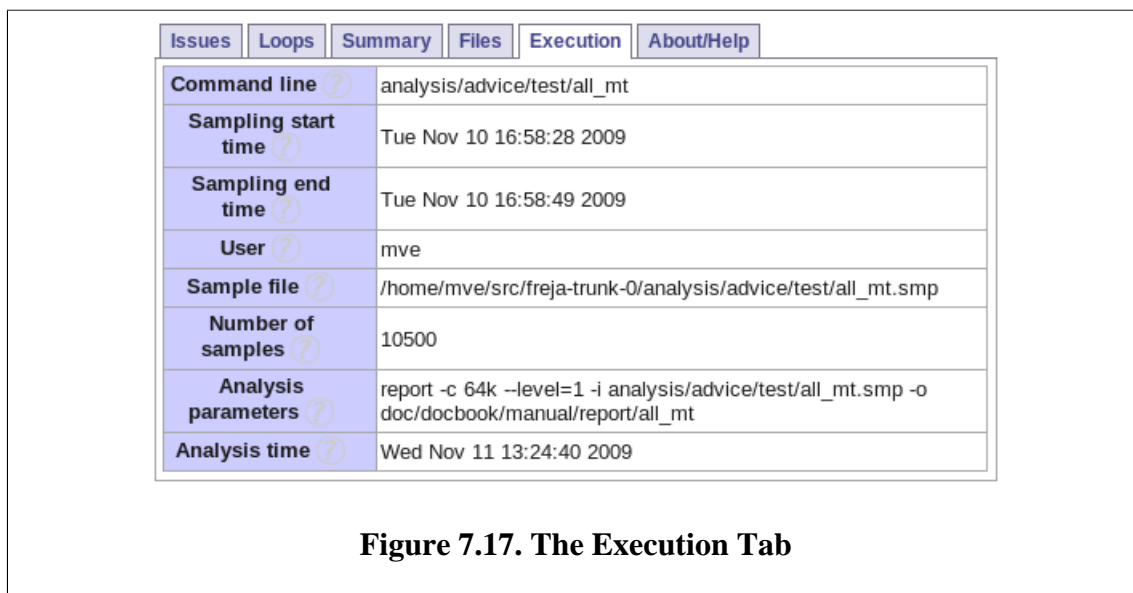 Issues Loops Summary Files Execution About/Help
Command line ? analysis/advice/test/all_mt
Sampling start
time ? Tue Nov 10 16:58:28 2009
Sampling end
time ? Tue Nov 10 16:58:49 2009
User ? mve
Sample file ? /home/mve/src/freja-trunk-0/analysis/advice/test/all_mt.smp
Number of
samples ? 10500
Analysis
parameters ? report -c 64k --level=1 -i analysis/advice/test/all_mt.smp -o
doc/docbook/manual/report/all_mt
Analysis time ? Wed Nov 11 13:24:40 2009
Figure 7.17. The Execution Tab